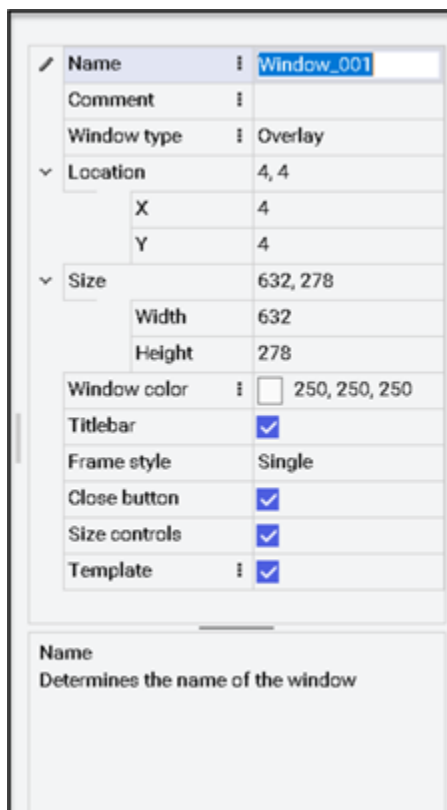 Name Window_001
Comment
Window type Overlay
Location 4, 4
X 4
Y 4
Size 632, 278
Width 632
Height 278
Window color 250, 250, 250
Titlebar
Frame style Single
Close button
Size controls
Template
Name
Determines the name of the window